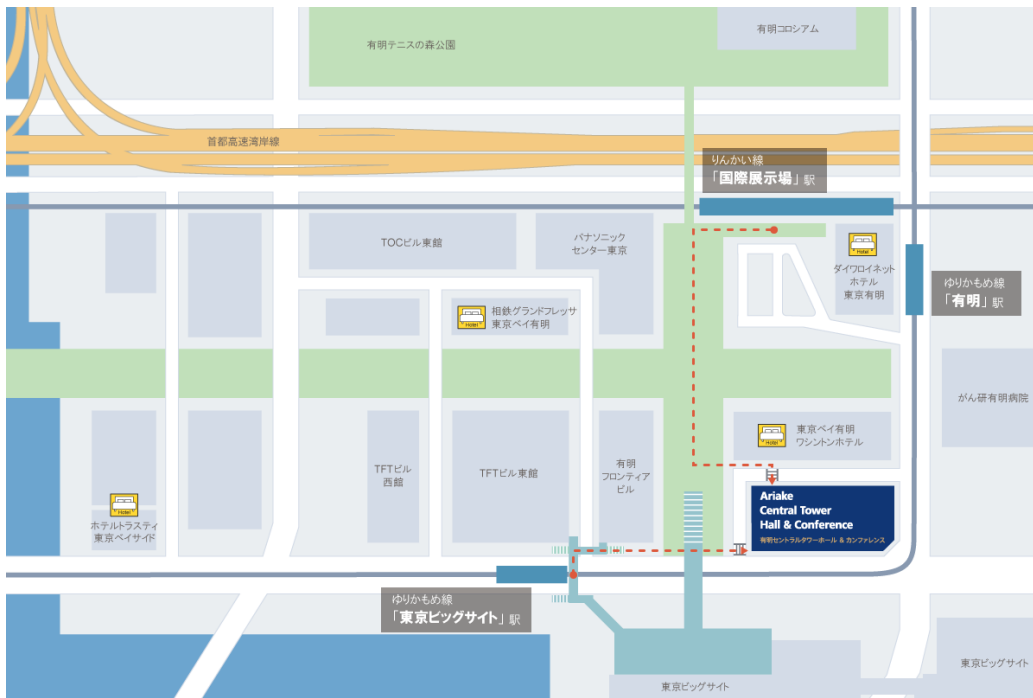 有明テニスの森公園
有明コロシアム
首都高速湾岸線
りんかい線
「国際展示場」駅
TOCビル東館
パナソニック
センター東京
Hotel
ダイワロイネット
ホテル
東京有明
ゆりかもめ線
「有明」駅
Hotel
相鉄グランドフレッサ
東京ベイ有明
がん研有明病院
Hotel
東京ベイ有明
ワシントンホテル
TFTビル
西館
TFTビル東館
有明
フロンティア
ビル
Hotel
ホテルトラスティ
東京ベイサイド
Ariake
Central Tower
Hall & Conference
有明セントラルタワーホール & カンファレンス
ゆりかもめ線
「東京ビッグサイト」駅
東京ビッグサイト
東京ビッグサイト